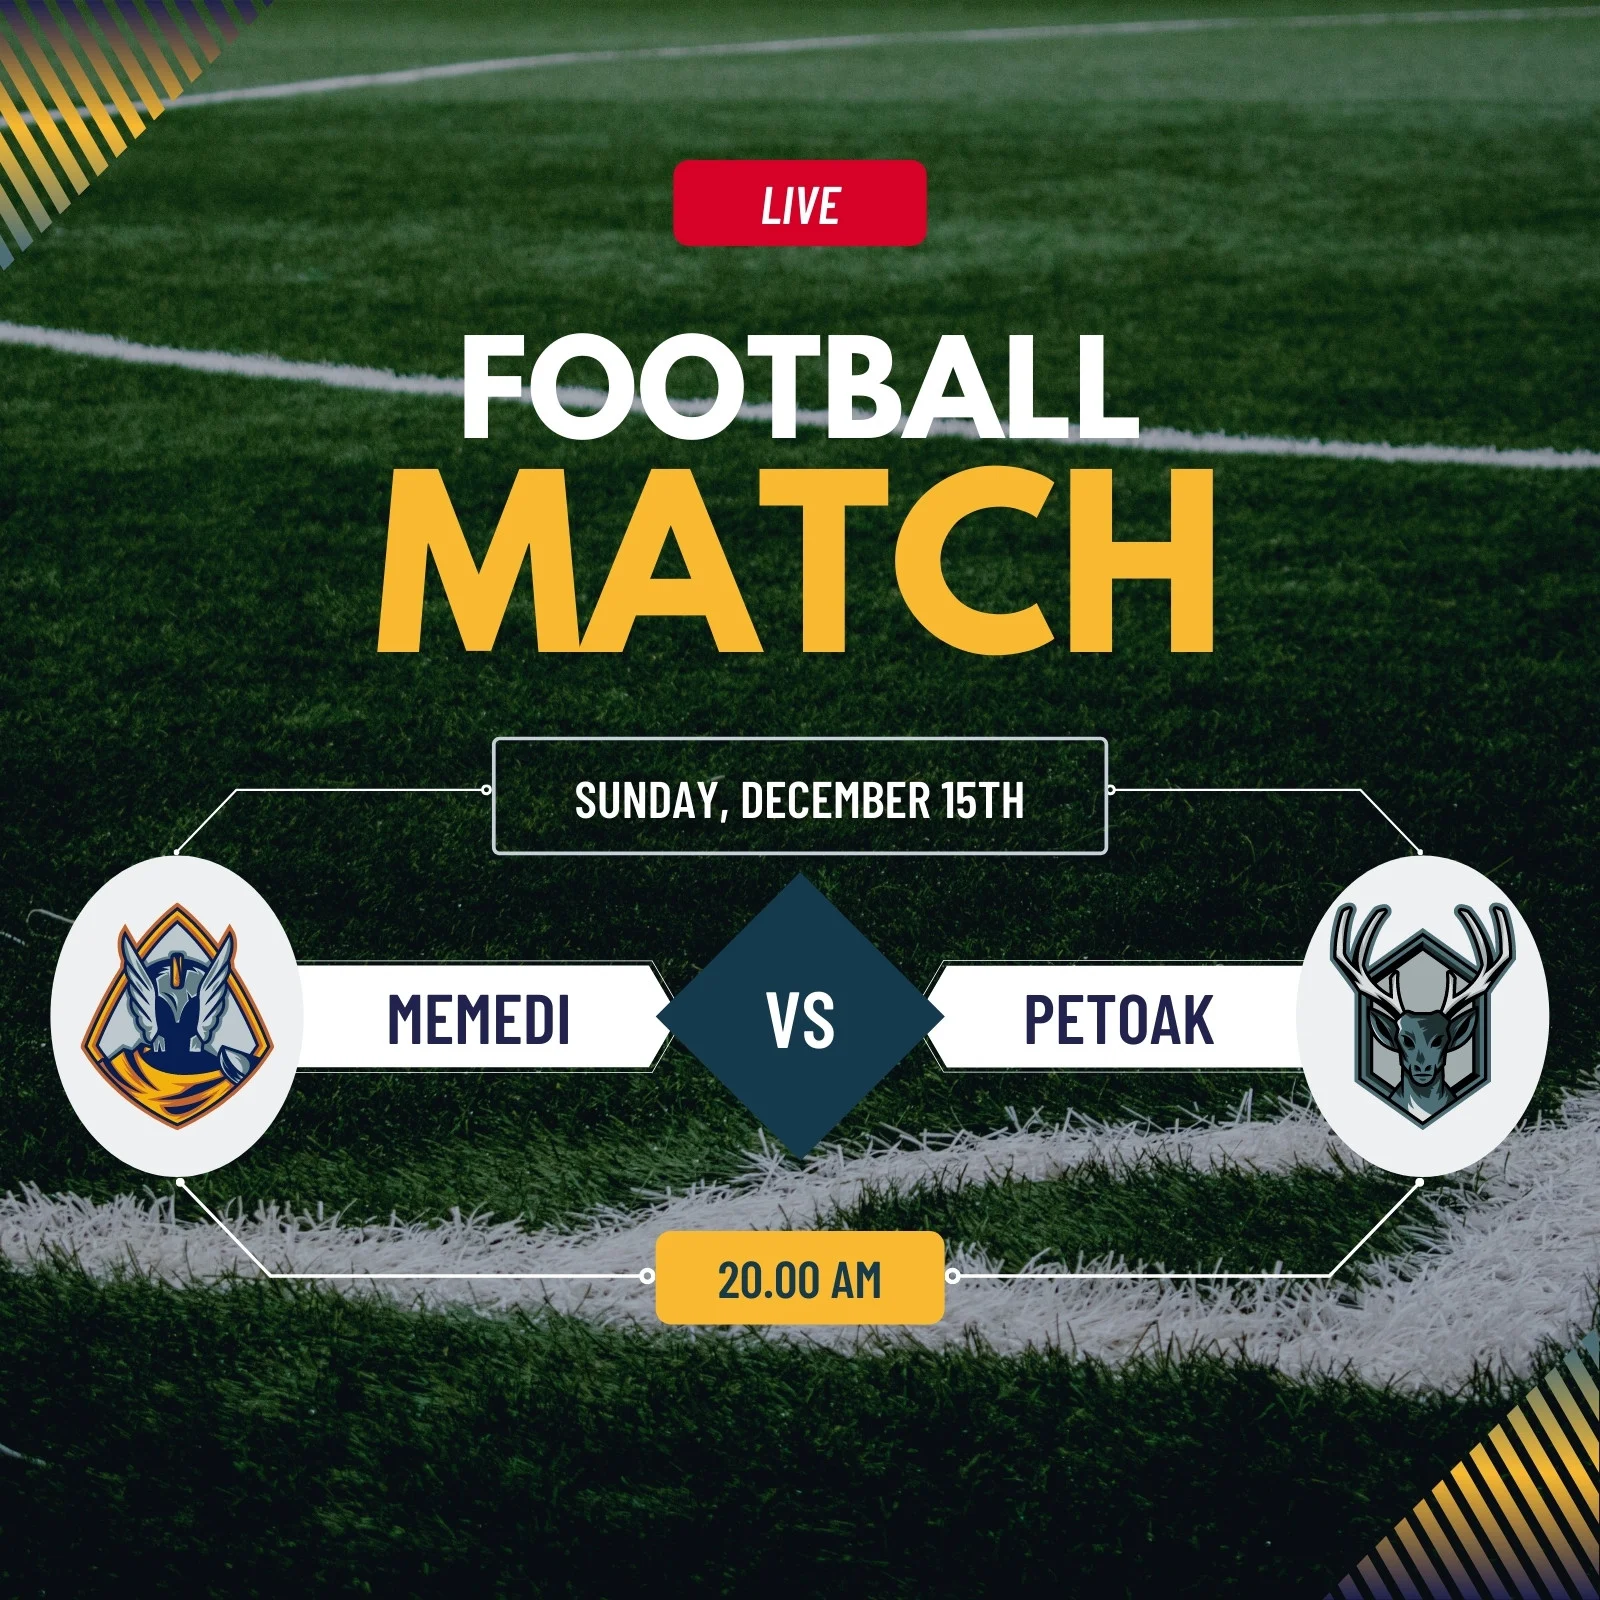 LIVE
FOOTBALL
MATCH
SUNDAY, DECEMBER 15TH
MEMEDI
VS
PETOAK
20.00 AM